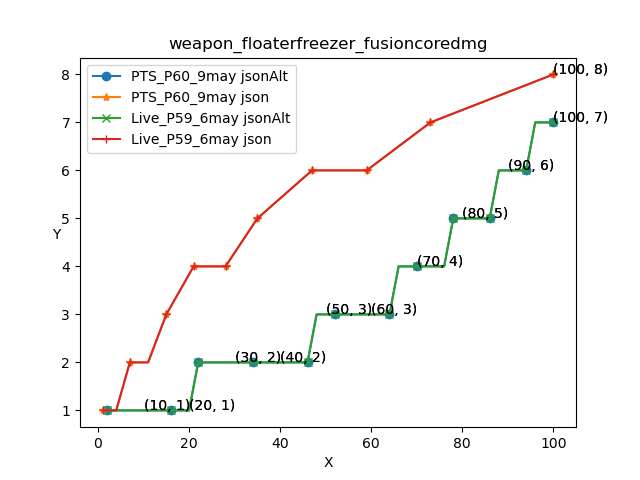 weapon_floaterfreezer_fusioncoredmg
PTS_P60_9may jsonAlt
PTS_P60_9may json
Live_P59_6may jsonAlt
Live_P59_6may json
(100, 8)
(100, 7)
(90, 6)
(80, 5)
(70, 4)
(50, 3)(60, 3)
(30, 2)(40, 2)
(10, 1)(20, 1)
8
7
6
5
4
3
2
1
Y
0 20 40 60 80 100
X